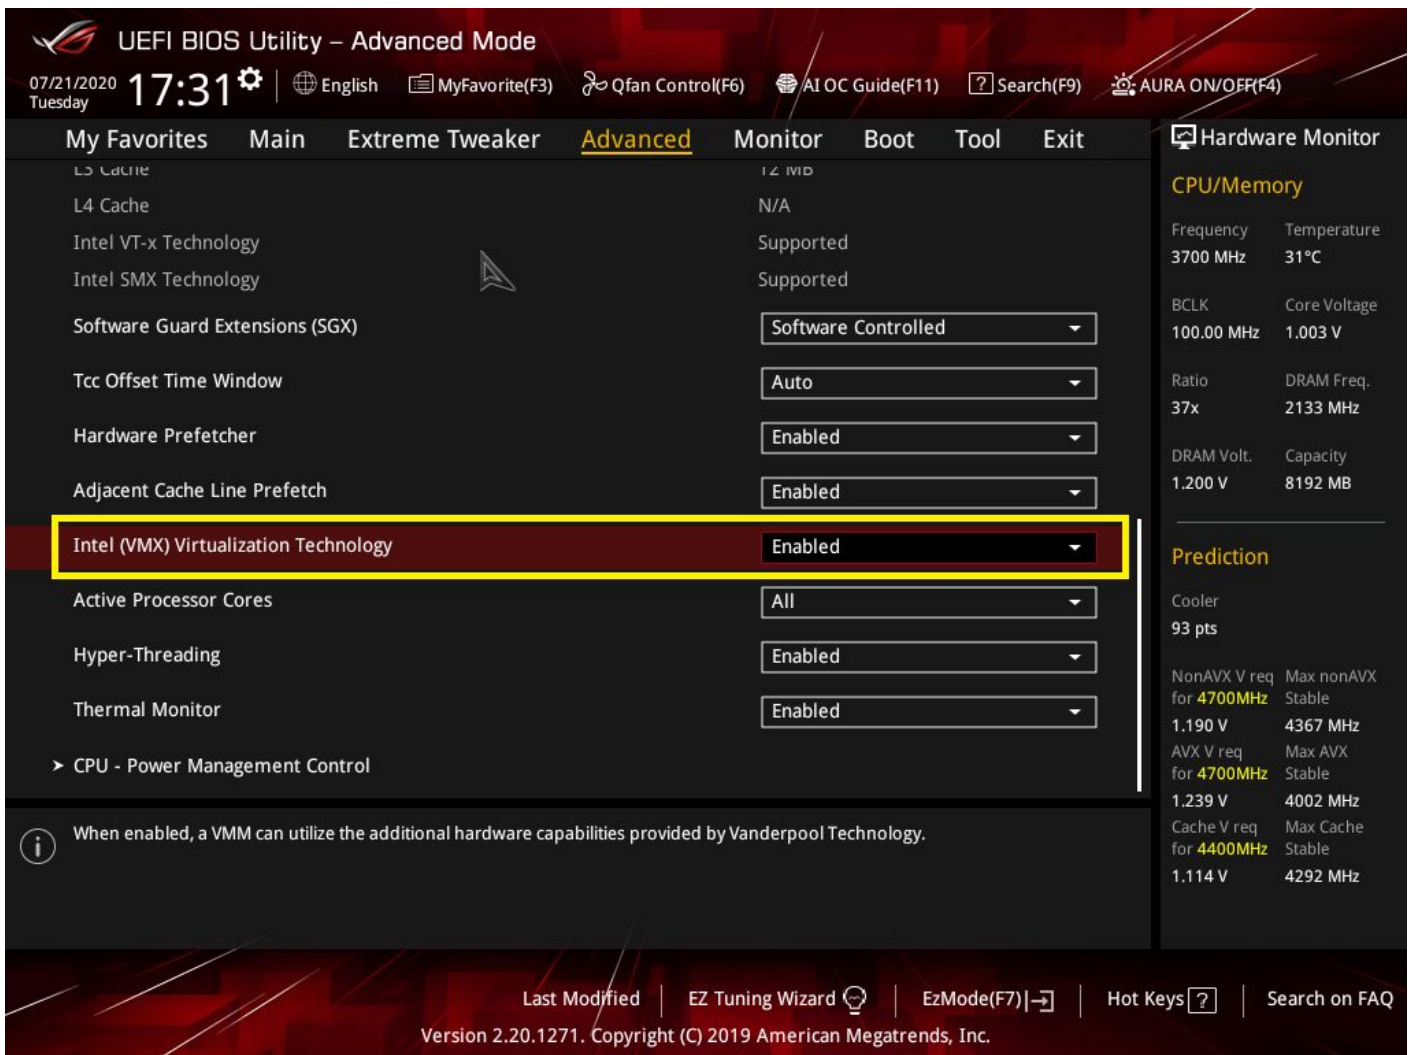 UEFI BIOS Utility – Advanced Mode
07/21/2020 Tuesday 17:31 English MyFavorite(F3) Qfan Control(F6) AI OC Guide(F11) ? Search(F9) AURA ON/OFF(F4)
My Favorites Main Extreme Tweaker Advanced Monitor Boot Tool Exit
L3 Cache 12 MB
L4 Cache N/A
Intel VT-x Technology Supported
Intel SMX Technology Supported
Software Guard Extensions (SGX) Software Controlled
Tcc Offset Time Window Auto
Hardware Prefetcher Enabled
Adjacent Cache Line Prefetch Enabled
Intel (VMX) Virtualization Technology Enabled
Active Processor Cores All
Hyper-Threading Enabled
Thermal Monitor Enabled
CPU - Power Management Control
When enabled, a VMM can utilize the additional hardware capabilities provided by Vanderpool Technology.
Hardware Monitor
CPU/Memory
Frequency Temperature
3700 MHz 31°C
BCLK Core Voltage
100.00 MHz 1.003 V
Ratio DRAM Freq.
37x 2133 MHz
DRAM Volt. Capacity
1.200 V 8192 MB
Prediction
Cooler
93 pts
NonAVX V req Max nonAVX
for 4700MHz Stable
1.190 V 4367 MHz
AVX V req Max AVX
for 4700MHz Stable
1.239 V 4002 MHz
Cache V req Max Cache
for 4400MHz Stable
1.114 V 4292 MHz
Last Modified EZ Tuning Wizard EzMode(F7) Hot Keys ? Search on FAQ
Version 2.20.1271. Copyright (C) 2019 American Megatrends, Inc.